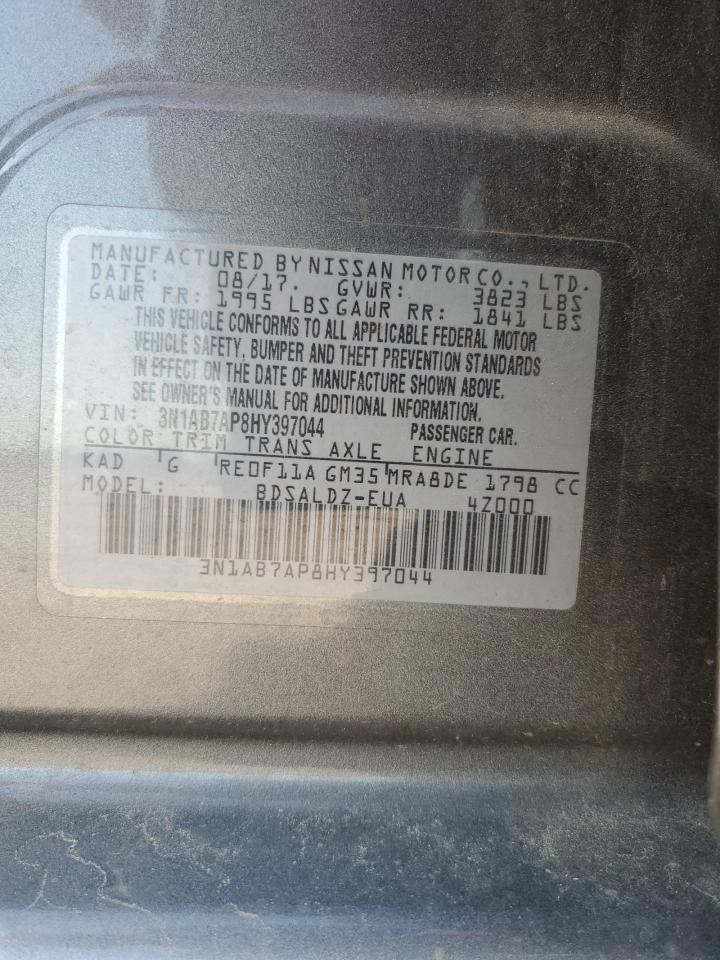 MANUFACTURED BY NISSAN MOTOR CO., LTD.
DATE: 08/17. GVWR: 3823 LBS
GAWR FR: 1995 LBS GAWR RR: 1841 LBS
THIS VEHICLE CONFORMS TO ALL APPLICABLE FEDERAL MOTOR
VEHICLE SAFETY, BUMPER AND THEFT PREVENTION STANDARDS
IN EFFECT ON THE DATE OF MANUFACTURE SHOWN ABOVE.
SEE OWNER'S MANUAL FOR ADDITIONAL INFORMATION.
VIN: 3N1AB7AP8HY397044 PASSENGER CAR.
COLOR TRIM TRANS AXLE ENGINE
KAD G RE0F11A GM35 MRA8DE 1798 CC
MODEL: BDSALDZ-EUA 4Z000
3N1AB7AP8HY397044